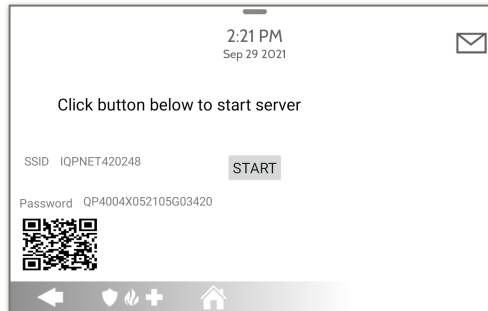 2:21 PM
Sep 29 2021
Click button below to start server
SSID IQPNET420248
START
Password QP4004X052105G03420